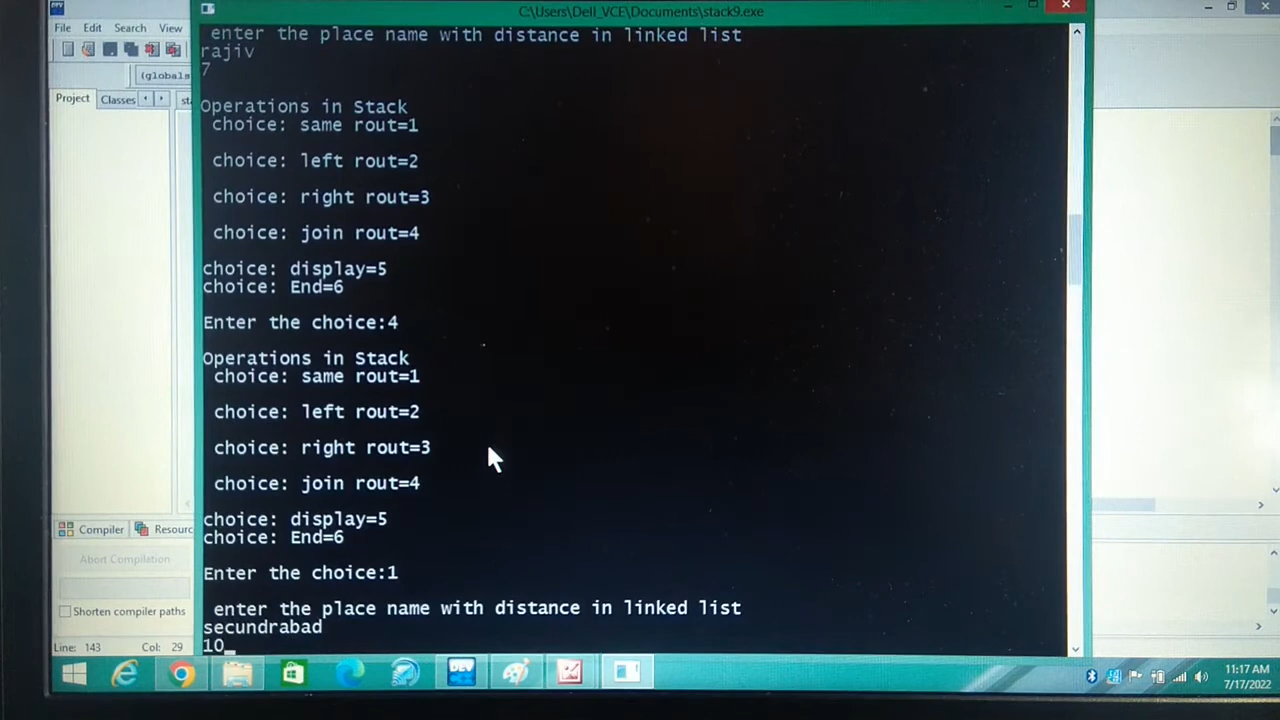 C:\Users\Dell_VCE\Documents\stack9.exe
File Edit Search View
(globals
Project Classes
enter the place name with distance in linked list
rajiv
7
Operations in Stack
choice: same rout=1
choice: left rout=2
choice: right rout=3
choice: join rout=4
choice: display=5
choice: End=6
Enter the choice:4
Operations in Stack
choice: same rout=1
choice: left rout=2
choice: right rout=3
choice: join rout=4
choice: display=5
choice: End=6
Enter the choice:1
enter the place name with distance in linked list
secundrabad
10_
Compiler Resourc
Abort Compilation
Shorten compiler paths
Line: 143 Col: 29
DEV
11:17 AM
7/17/2022